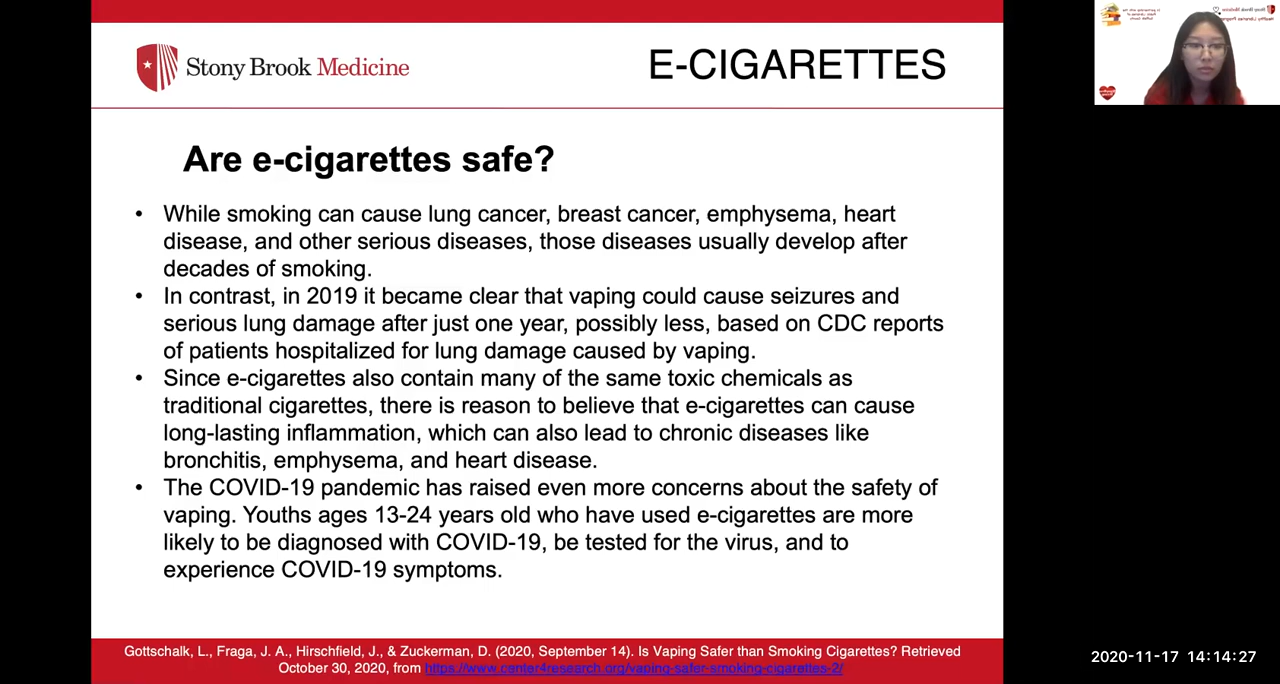 Stony Brook Medicine
E-CIGARETTES
Are e-cigarettes safe?
• While smoking can cause lung cancer, breast cancer, emphysema, heart
disease, and other serious diseases, those diseases usually develop after
decades of smoking.
• In contrast, in 2019 it became clear that vaping could cause seizures and
serious lung damage after just one year, possibly less, based on CDC reports
of patients hospitalized for lung damage caused by vaping.
• Since e-cigarettes also contain many of the same toxic chemicals as
traditional cigarettes, there is reason to believe that e-cigarettes can cause
long-lasting inflammation, which can also lead to chronic diseases like
bronchitis, emphysema, and heart disease.
• The COVID-19 pandemic has raised even more concerns about the safety of
vaping. Youths ages 13-24 years old who have used e-cigarettes are more
likely to be diagnosed with COVID-19, be tested for the virus, and to
experience COVID-19 symptoms.
Gottschalk, L., Fraga, J. A., Hirschfield, J., & Zuckerman, D. (2020, September 14). Is Vaping Safer than Smoking Cigarettes? Retrieved
October 30, 2020, from https://www.center4research.org/vaping-safer-smoking-cigarettes-2/
2020-11-17 14:14:27